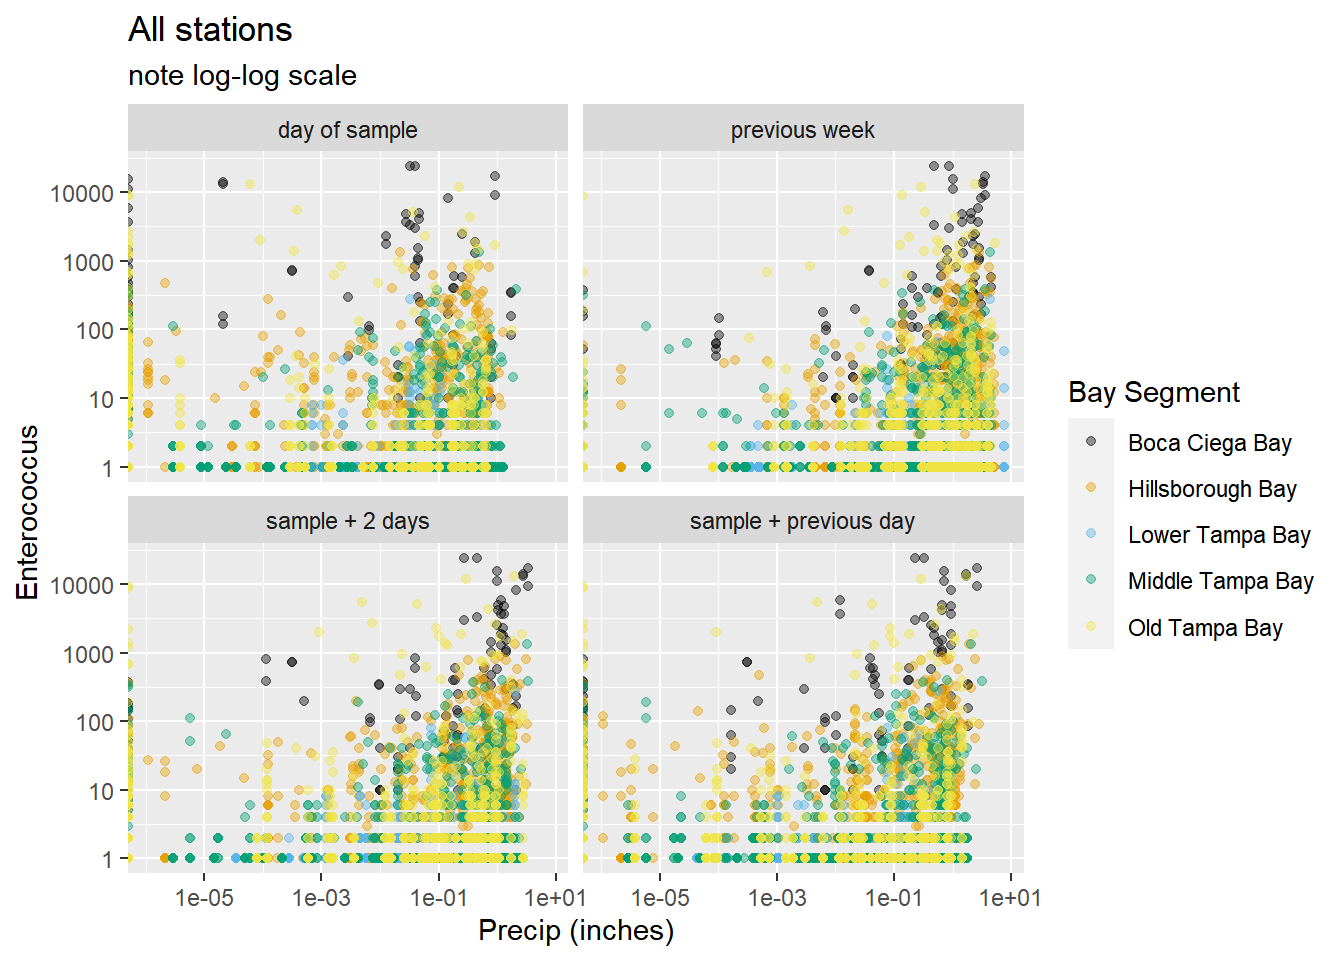 All stations
note log-log scale
day of sample
previous week
10000
1000
100
10
1
sample + 2 days
sample + previous day
10000
1000
100
10
1
Enterococcus
1e-05
1e-03
1e-01
1e+01
1e-05
1e-03
1e-01
1e+01
Precip (inches)
Bay Segment
Boca Ciega Bay
Hillsborough Bay
Lower Tampa Bay
Middle Tampa Bay
Old Tampa Bay